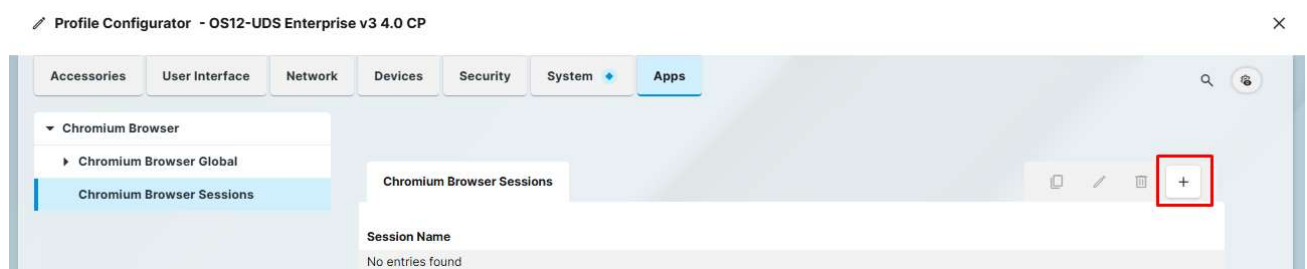 Profile Configurator - OS12-UDS Enterprise v3 4.0 CP
Accessories User Interface Network Devices Security System Apps
Chromium Browser
Chromium Browser Global
Chromium Browser Sessions
Chromium Browser Sessions
Session Name
No entries found